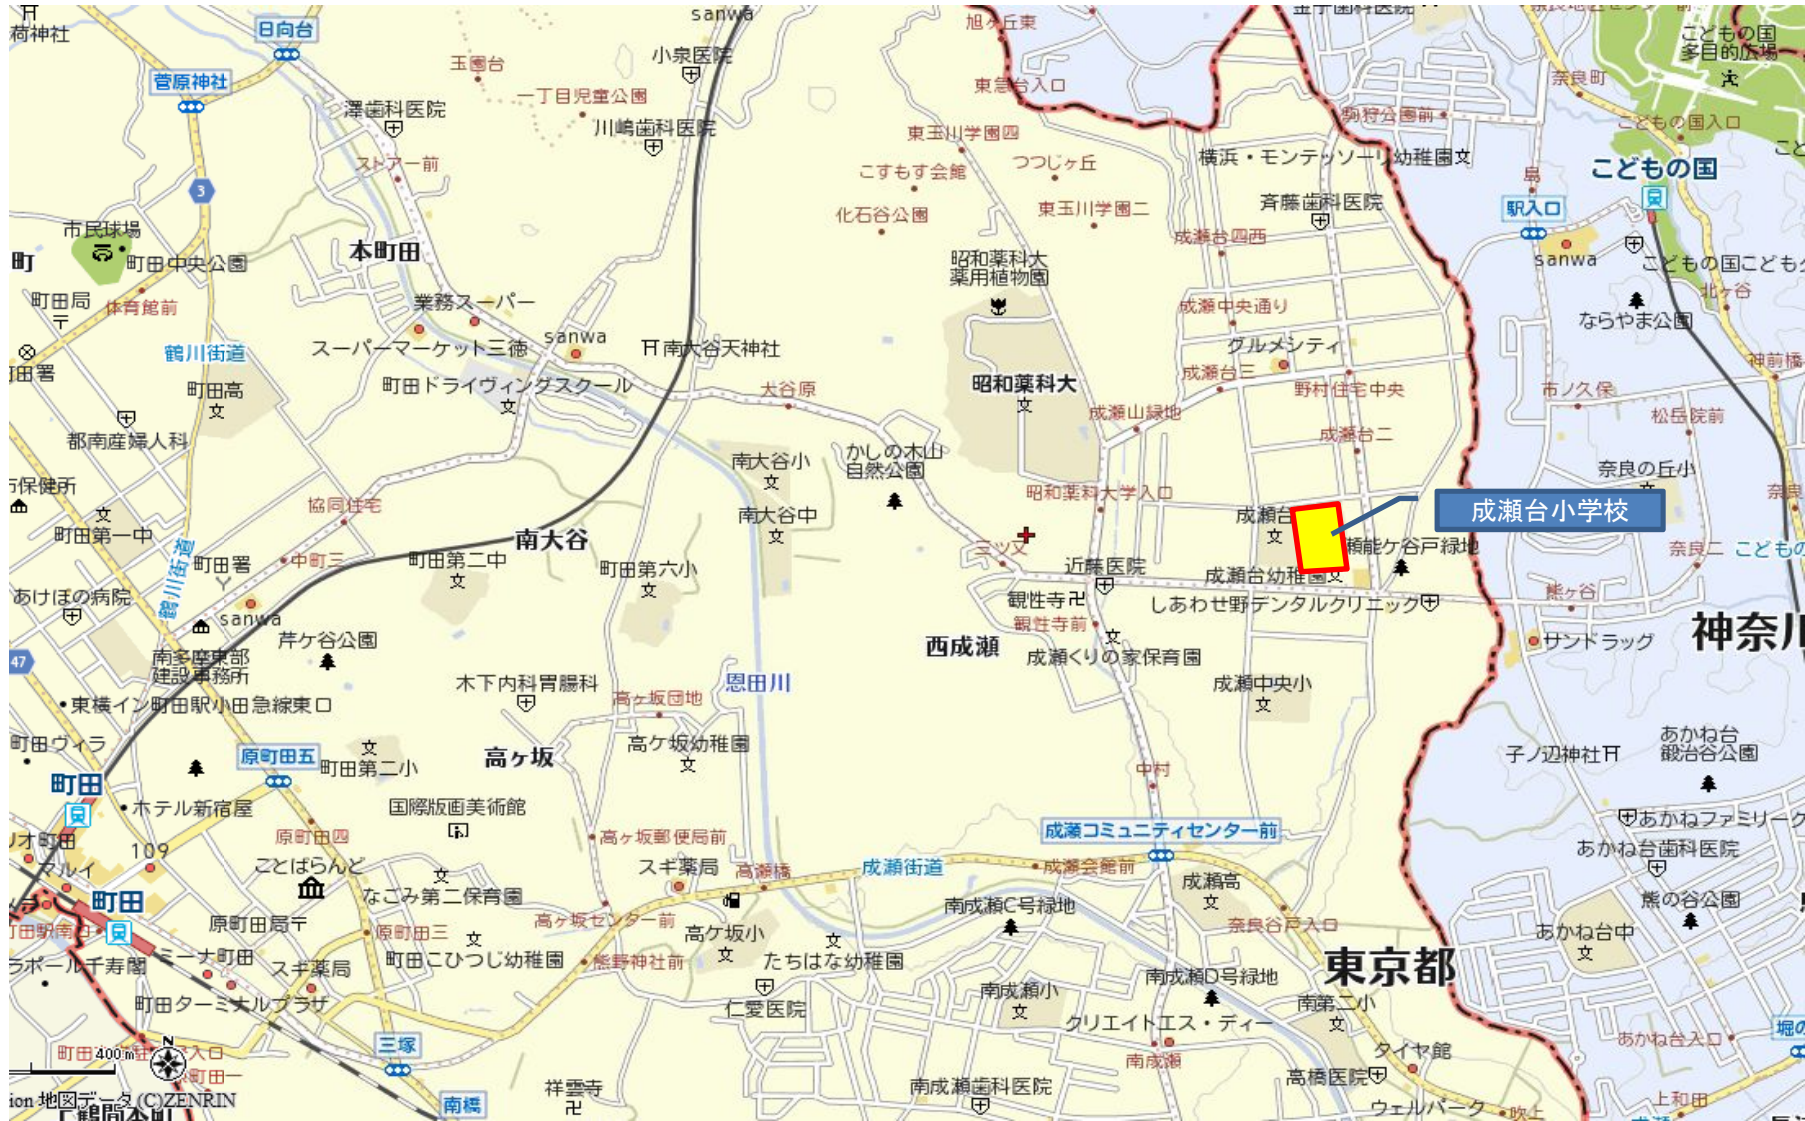 荷神社
日向台
sanwa
小泉医院
旭ヶ丘東
こどもの国
多目的広場
玉園台
菅原神社
一丁目児童公園
東急台入口
奈良町
澤歯科医院
川嶋歯科医院
東玉川学園四
駒狩公園前
こどもの国入口
ストアー前
こすもす会館
つつじヶ丘
横浜・モンテッソーリ幼稚園
こどもの国
3
島
化石谷公園
東玉川学園二
斉藤歯科医院
駅入口
市民球場
成瀬台四西
町
町田中央公園
本町田
昭和薬科大
薬用植物園
sanwa
町田局
体育館前
業務スーパー
成瀬中央通り
北ヶ谷
ならやま公園
鶴川街道
スーパーマーケット三徳
sanwa
南大谷天神社
グルメシティ
神前橋
町田高
町田ドライヴィングスクール
大谷原
昭和薬科大
成瀬台三
野村住宅中央
市ノ久保
松岳院前
都南産婦人科
成瀬山緑地
成瀬台二
南大谷小
かしの木山
自然公園
奈良の丘小
協同住宅
昭和薬科大学入口
町田第一中
南大谷中
成瀬台小学校
南大谷
三ツ又
奈良二
町田署
中町三
町田第二中
町田第六小
近藤医院
成瀬台幼稚園
あけぼの病院
鶴川街道
sanwa
観性寺
しあわせ野デンタルクリニック
熊ヶ谷
芹ケ谷公園
観性寺前
サンドラッグ
神奈川
47
南多摩東部
建設事務所
西成瀬
成瀬くりの家保育園
木下内科胃腸科
恩田川
成瀬中央小
東横イン町田駅小田急線東口
高ヶ坂団地
町田ヴィラ
原町田五
町田第二小
高ケ坂幼稚園
高ヶ坂
子ノ辺神社
あかね台
鍛冶谷公園
町田
中村
ホテル新宿屋
国際版画美術館
原町田四
高ヶ坂郵便局前
成瀬コミュニティセンター前
109
マルイ
ことばらんど
スギ薬局
高瀬橋
成瀬街道
成瀬会館前
あかね台歯科医院
町田
なごみ第二保育園
成瀬高
熊の谷公園
原町田局
高ヶ坂センター前
南成瀬C号緑地
奈良谷戸入口
原町田三
高ケ坂小
あかね台中
ミーナ町田
スギ薬局
町田こひつじ幼稚園
熊野神社前
たちばな幼稚園
東京都
町田ターミナルプラザ
仁愛医院
南成瀬小
南成瀬D号緑地
南第二小
クリエイトエス・ディー
三塚
南成瀬
タイヤ館
あかね台入口
400m
N
祥雲寺
南成瀬歯科医院
高橋医院
地図データ(C)ZENRIN
南橋
ウェルパーク
吹上
上和田